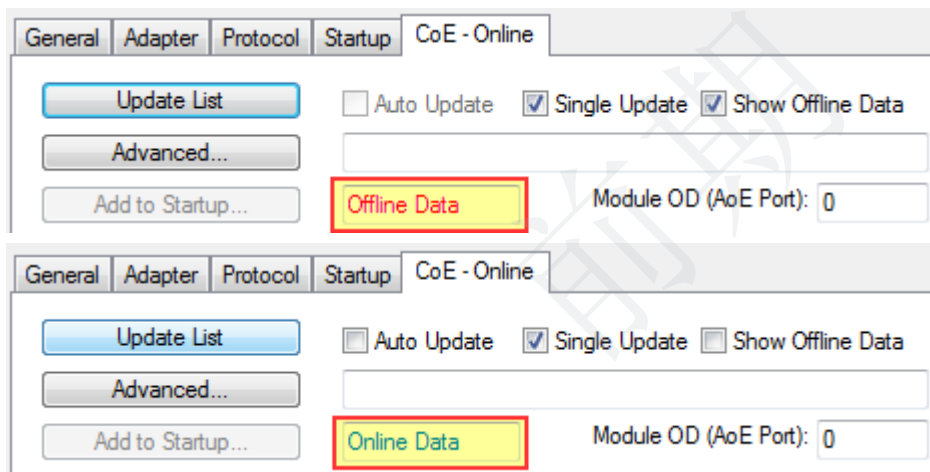 General Adapter Protocol Startup CoE - Online
Update List Auto Update Single Update Show Offline Data
Advanced...
Add to Startup... Offline Data Module OD (AoE Port): 0
General Adapter Protocol Startup CoE - Online
Update List Auto Update Single Update Show Offline Data
Advanced...
Add to Startup... Online Data Module OD (AoE Port): 0
前期